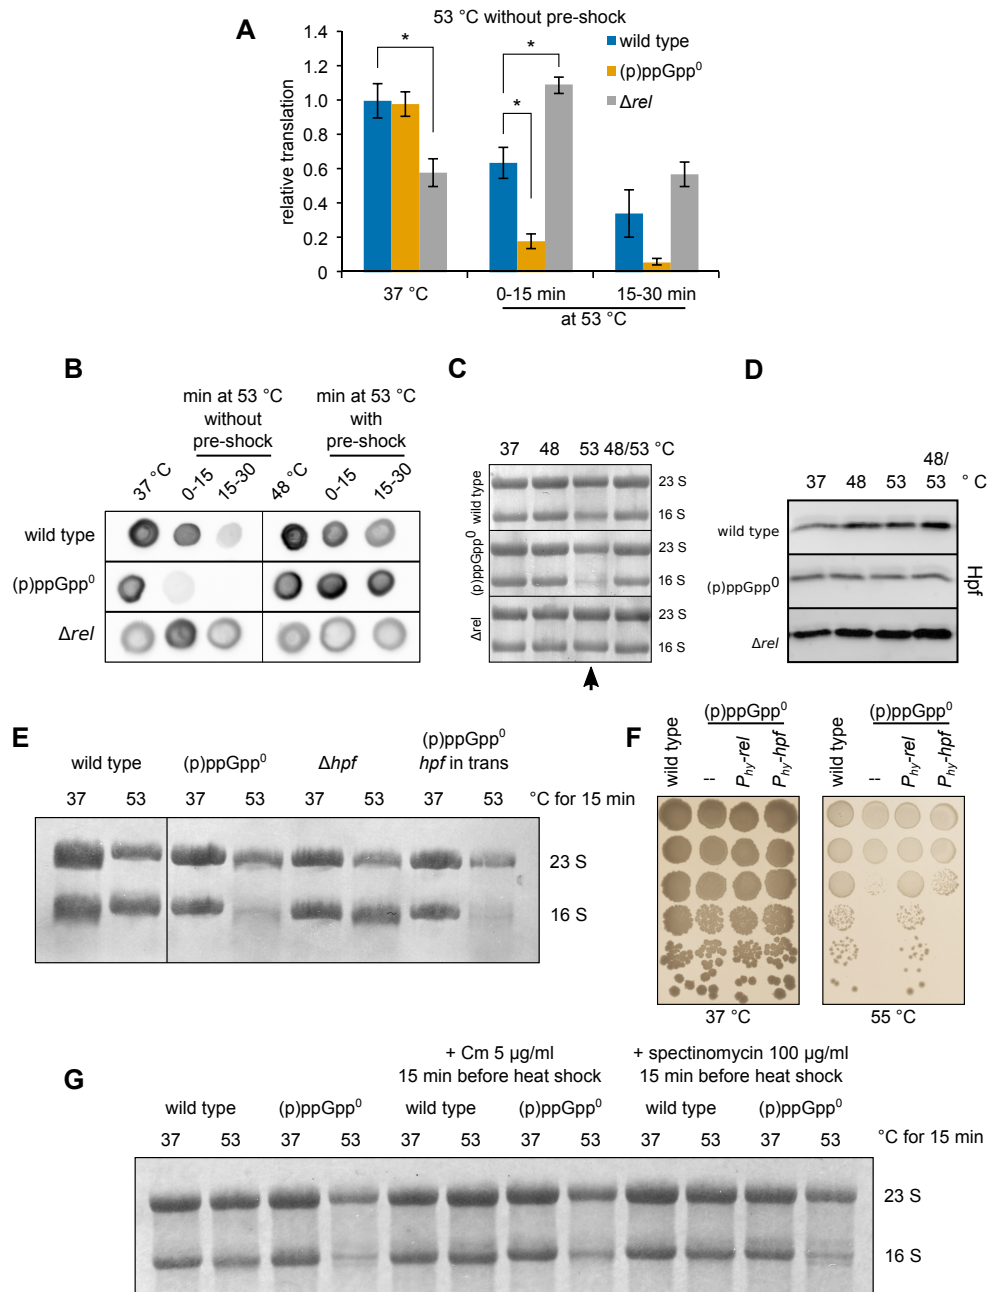 A
53 °C without pre-shock
1.4
1.2
1.0
0.8
0.6
0.4
0.2
0
relative translation
*
*
*
wild type
(p)ppGpp⁰
Δrel
37 °C
0-15 min
15-30 min
at 53 °C
B
min at 53 °C
without
pre-shock
min at 53 °C
with
pre-shock
37 °C
0-15
15-30
48 °C
0-15
15-30
wild type
(p)ppGpp⁰
Δrel
C
37 48 53 48/53 °C
wild type
(p)ppGpp⁰
Δrel
23 S
16 S
23 S
16 S
23 S
16 S
D
48/
37 48 53 53 ° C
wild type
(p)ppGpp⁰
Δrel
Hpf
E
wild type
(p)ppGpp⁰
Δhpf
(p)ppGpp⁰
hpf in trans
37 53 37 53 37 53 37 53 °C for 15 min
23 S
16 S
F
(p)ppGpp⁰
wild type
--
Phy-rel
Phy-hpf
37 °C
(p)ppGpp⁰
wild type
--
Phy-rel
Phy-hpf
55 °C
G
+ Cm 5 µg/ml
15 min before heat shock
+ spectinomycin 100 µg/ml
15 min before heat shock
wild type (p)ppGpp⁰ wild type (p)ppGpp⁰ wild type (p)ppGpp⁰
37 53 37 53 37 53 37 53 37 53 37 53 °C for 15 min
23 S
16 S